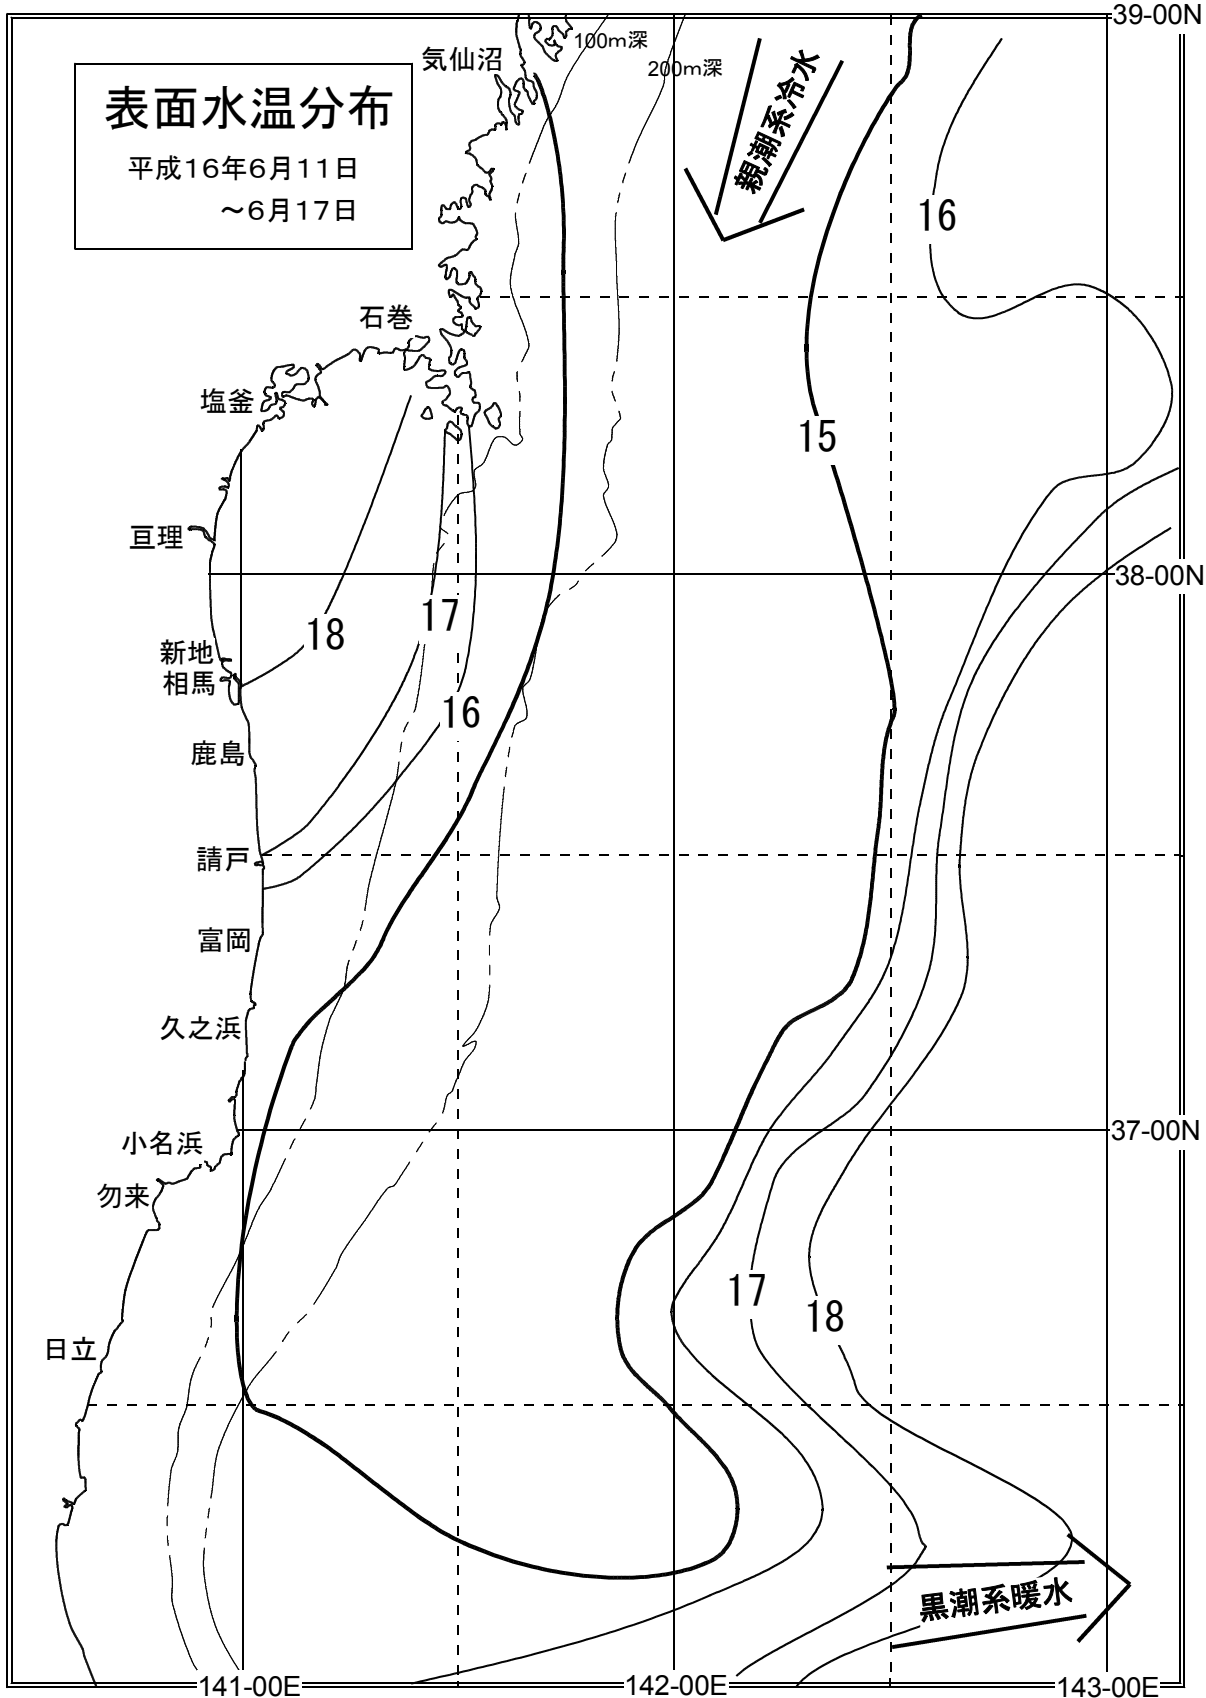 39-00N
100m深
気仙沼
200m深
表面水温分布
平成16年6月11日
～6月17日
親潮系冷水
16
石巻
塩釜
15
亘理
38-00N
17
18
新地
相馬
16
鹿島
請戸
富岡
久之浜
37-00N
小名浜
勿来
17
18
日立
黒潮系暖水
141-00E
142-00E
143-00E